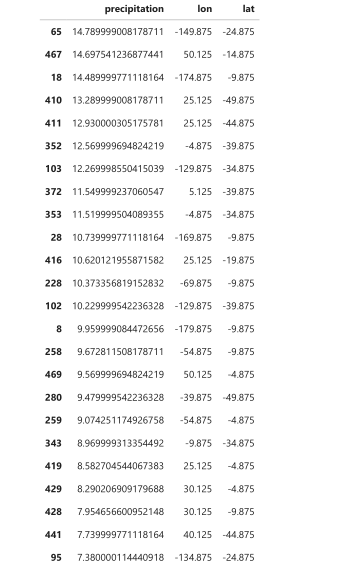 precipitation lon lat
65 14.789999008178711 -149.875 -24.875
467 14.697541236877441 50.125 -14.875
18 14.489999771118164 -174.875 -9.875
410 13.289999008178711 25.125 -49.875
411 12.930000305175781 25.125 -44.875
352 12.569999694824219 -4.875 -39.875
103 12.269998550415039 -129.875 -34.875
372 11.549999237060547 5.125 -39.875
353 11.519999504089355 -4.875 -34.875
28 10.739999771118164 -169.875 -9.875
416 10.620121955871582 25.125 -19.875
228 10.373356819152832 -69.875 -9.875
102 10.229999542236328 -129.875 -39.875
8 9.959999084472656 -179.875 -9.875
258 9.672811508178711 -54.875 -9.875
469 9.569999694824219 50.125 -4.875
280 9.479999542236328 -39.875 -49.875
259 9.074251174926758 -54.875 -4.875
343 8.969999313354492 -9.875 -34.875
419 8.582704544067383 25.125 -4.875
429 8.290206909179688 30.125 -4.875
428 7.954656600952148 30.125 -9.875
441 7.739999771118164 40.125 -44.875
95 7.380000114440918 -134.875 -24.875